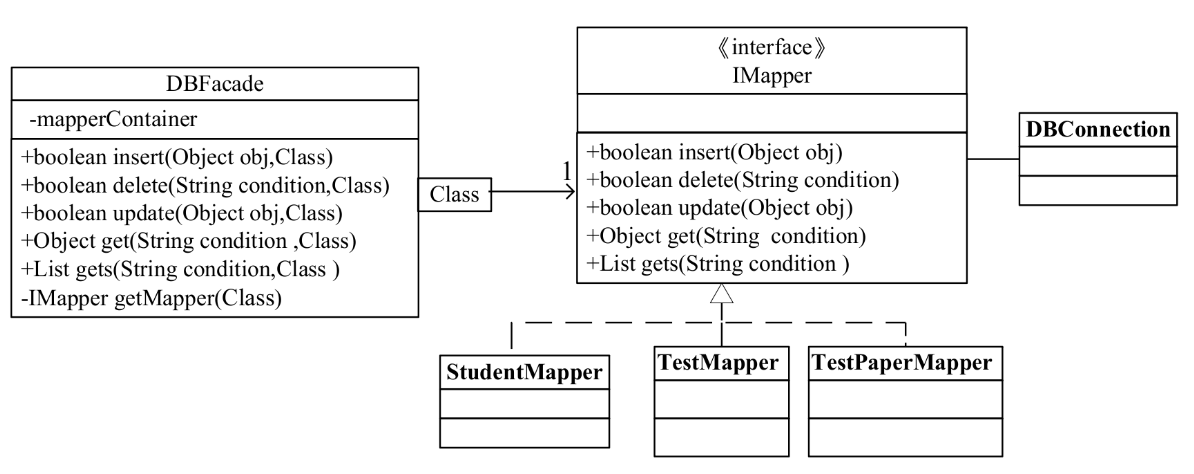 DBFacade
-mapperContainer
+boolean insert(Object obj,Class)
+boolean delete(String condition,Class)
+boolean update(Object obj,Class)
+Object get(String condition ,Class)
+List gets(String condition,Class )
-IMapper getMapper(Class)
Class
1
《interface》
IMapper
+boolean insert(Object obj)
+boolean delete(String condition)
+boolean update(Object obj)
+Object get(String condition)
+List gets(String condition )
DBConnection
StudentMapper
TestMapper
TestPaperMapper